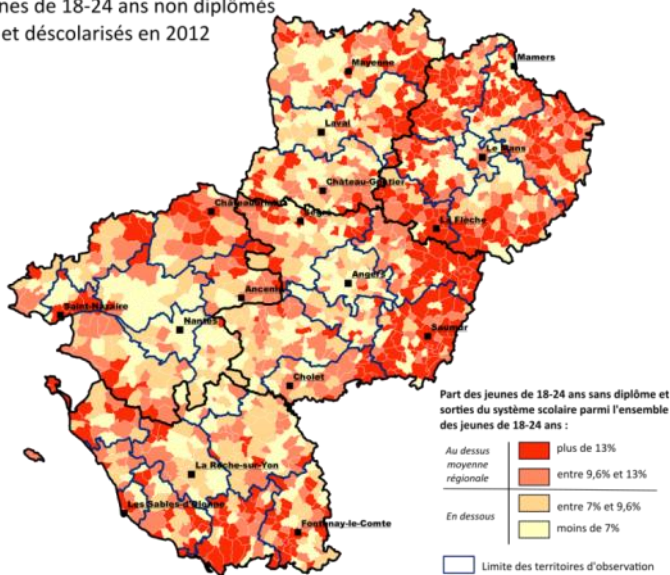 nes de 18-24 ans non diplômés
et déscolarisés en 2012
Mayenne
Mamers
Laval
Le Mans
Château-Gontier
Châteaubriant
Segré
La Flèche
Angers
Ancenis
Saint-Nazaire
Nantes
Saumur
Cholet
Part des jeunes de 18-24 ans sans diplôme et
sorties du système scolaire parmi l'ensemble
des jeunes de 18-24 ans :
Au dessus
moyenne
régionale
plus de 13%
entre 9,6% et 13%
En dessous
entre 7% et 9,6%
moins de 7%
La Roche-sur-Yon
Les Sables-d'Olonne
Fontenay-le-Comte
Limite des territoires d'observation